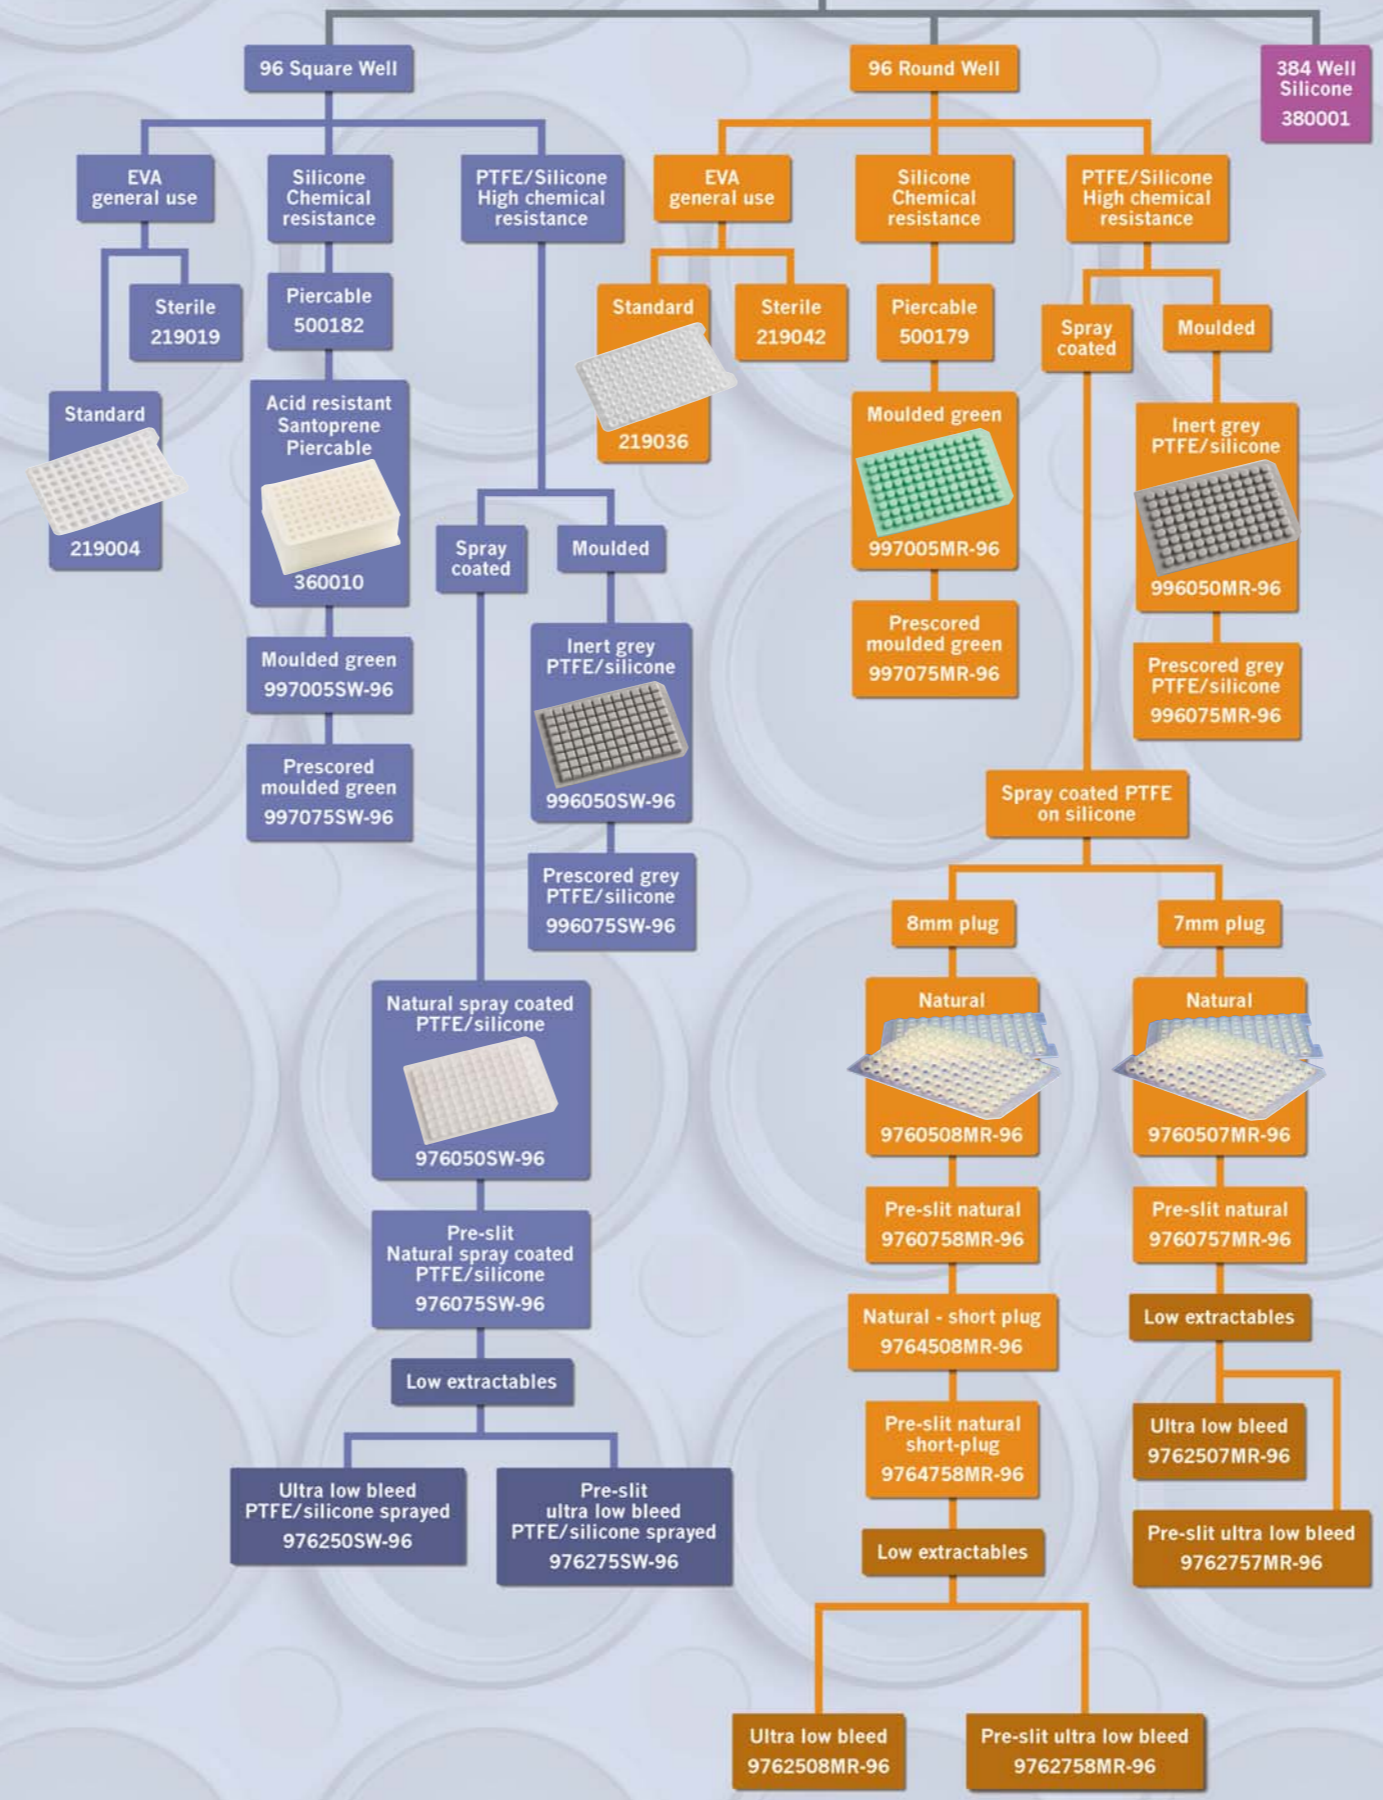 96 Square Well
EVA
general use
Sterile
219019
Standard
219004
Silicone
Chemical
resistance
Piercable
500182
Acid resistant
Santoprene
Piercable
360010
Moulded green
997005SW-96
Prescored
moulded green
997075SW-96
PTFE/Silicone
High chemical
resistance
Spray
coated
Moulded
Inert grey
PTFE/silicone
996050SW-96
Prescored grey
PTFE/silicone
996075SW-96
Natural spray coated
PTFE/silicone
976050SW-96
Pre-slit
Natural spray coated
PTFE/silicone
976075SW-96
Low extractables
Ultra low bleed
PTFE/silicone sprayed
976250SW-96
Pre-slit
ultra low bleed
PTFE/silicone sprayed
976275SW-96
96 Round Well
EVA
general use
Standard
219036
Sterile
219042
Silicone
Chemical
resistance
Piercable
500179
Moulded green
997005MR-96
Prescored
moulded green
997075MR-96
PTFE/Silicone
High chemical
resistance
Spray
coated
Moulded
Inert grey
PTFE/silicone
996050MR-96
Prescored grey
PTFE/silicone
996075MR-96
Spray coated PTFE
on silicone
8mm plug
Natural
9760508MR-96
Pre-slit natural
9760758MR-96
Natural - short plug
9764508MR-96
Pre-slit natural
short-plug
9764758MR-96
Low extractables
Ultra low bleed
9762508MR-96
Pre-slit ultra low bleed
9762758MR-96
7mm plug
Natural
9760507MR-96
Pre-slit natural
9760757MR-96
Low extractables
Ultra low bleed
9762507MR-96
Pre-slit ultra low bleed
9762757MR-96
384 Well
Silicone
380001